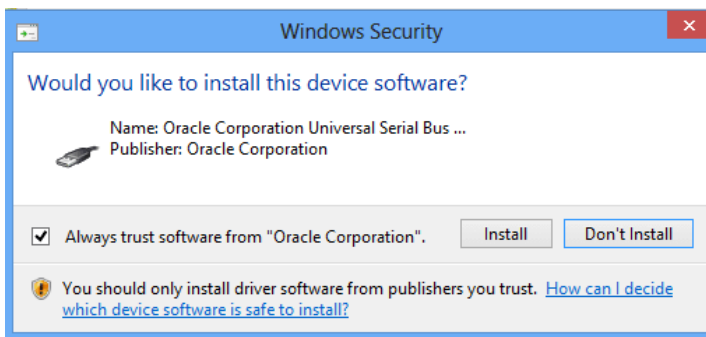 Windows Security
Would you like to install this device software?
Name: Oracle Corporation Universal Serial Bus ...
Publisher: Oracle Corporation
Always trust software from "Oracle Corporation". Install Don't Install
You should only install driver software from publishers you trust. How can I decide
which device software is safe to install?